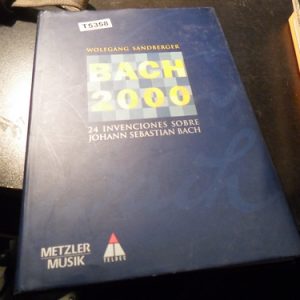 T5358
WOLFGANG SANDBERGER
BACH
2000
24 INVENCIONES SOBRE
JOHANN SEBASTIAN BACH
METZLER
MUSIK
TELDEC